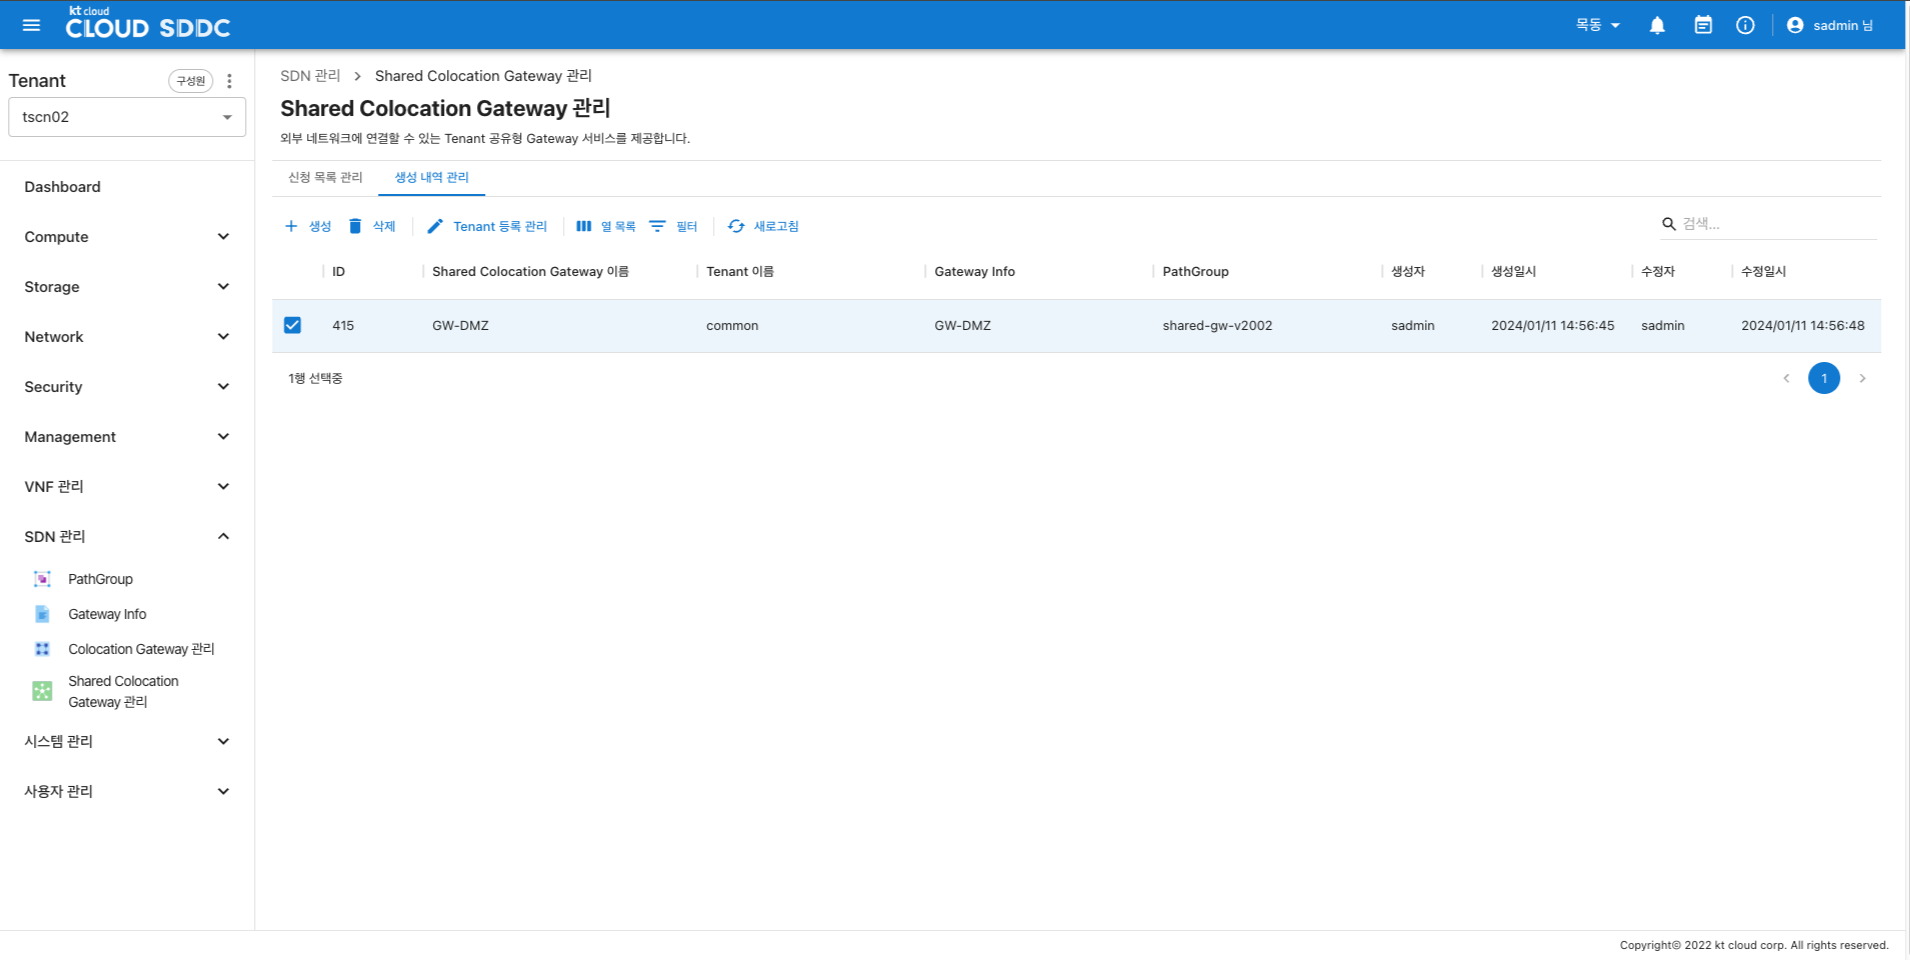 kt cloud
CLOUD SDDC
목동
sadmin 님
Tenant
구성원
tscn02
Dashboard
Compute
Storage
Network
Security
Management
VNF 관리
SDN 관리
PathGroup
Gateway Info
Colocation Gateway 관리
Shared Colocation
Gateway 관리
시스템 관리
사용자 관리
SDN 관리 > Shared Colocation Gateway 관리
Shared Colocation Gateway 관리
외부 네트워크에 연결할 수 있는 Tenant 공유형 Gateway 서비스를 제공합니다.
신청 목록 관리 생성 내역 관리
생성 삭제 Tenant 등록 관리 열 목록 필터 새로고침 검색...
ID Shared Colocation Gateway 이름 Tenant 이름 Gateway Info PathGroup 생성자 생성일시 수정자 수정일시
415 GW-DMZ common GW-DMZ shared-gw-v2002 sadmin 2024/01/11 14:56:45 sadmin 2024/01/11 14:56:48
1행 선택중
1
Copyright© 2022 kt cloud corp. All rights reserved.